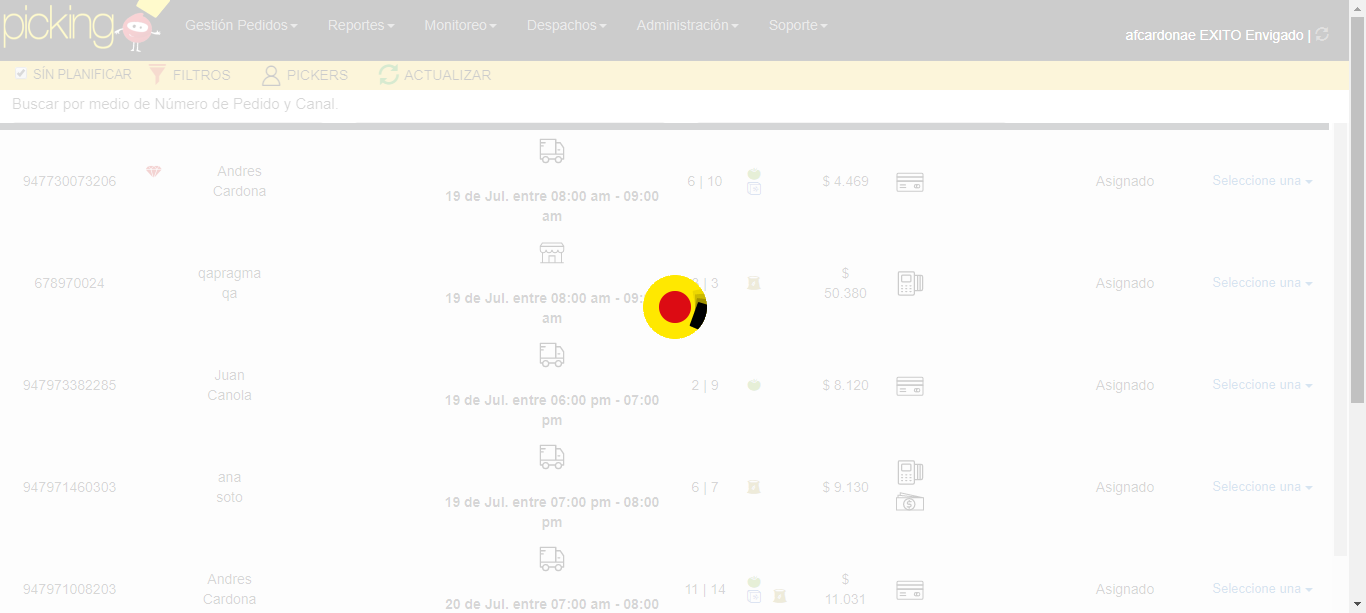 picking
Gestión Pedidos Reportes Monitoreo Despachos Administración Soporte
afcardonae EXITO Envigado |
SÍN PLANIFICAR FILTROS PICKERS ACTUALIZAR
Buscar por medio de Número de Pedido y Canal.
947730073206 Andres Cardona 19 de Jul. entre 08:00 am - 09:00 am 6 | 10 $ 4.469 Asignado Seleccione una
678970024 qapragma qa 19 de Jul. entre 08:00 am - 09: am | 3 $ 50.380 Asignado Seleccione una
947973382285 Juan Canola 19 de Jul. entre 06:00 pm - 07:00 pm 2 | 9 $ 8.120 Asignado Seleccione una
947971460303 ana soto 19 de Jul. entre 07:00 pm - 08:00 pm 6 | 7 $ 9.130 Asignado Seleccione una
947971008203 Andres Cardona 20 de Jul. entre 07:00 am - 08:00 11 | 14 $ 11.031 Asignado Seleccione una